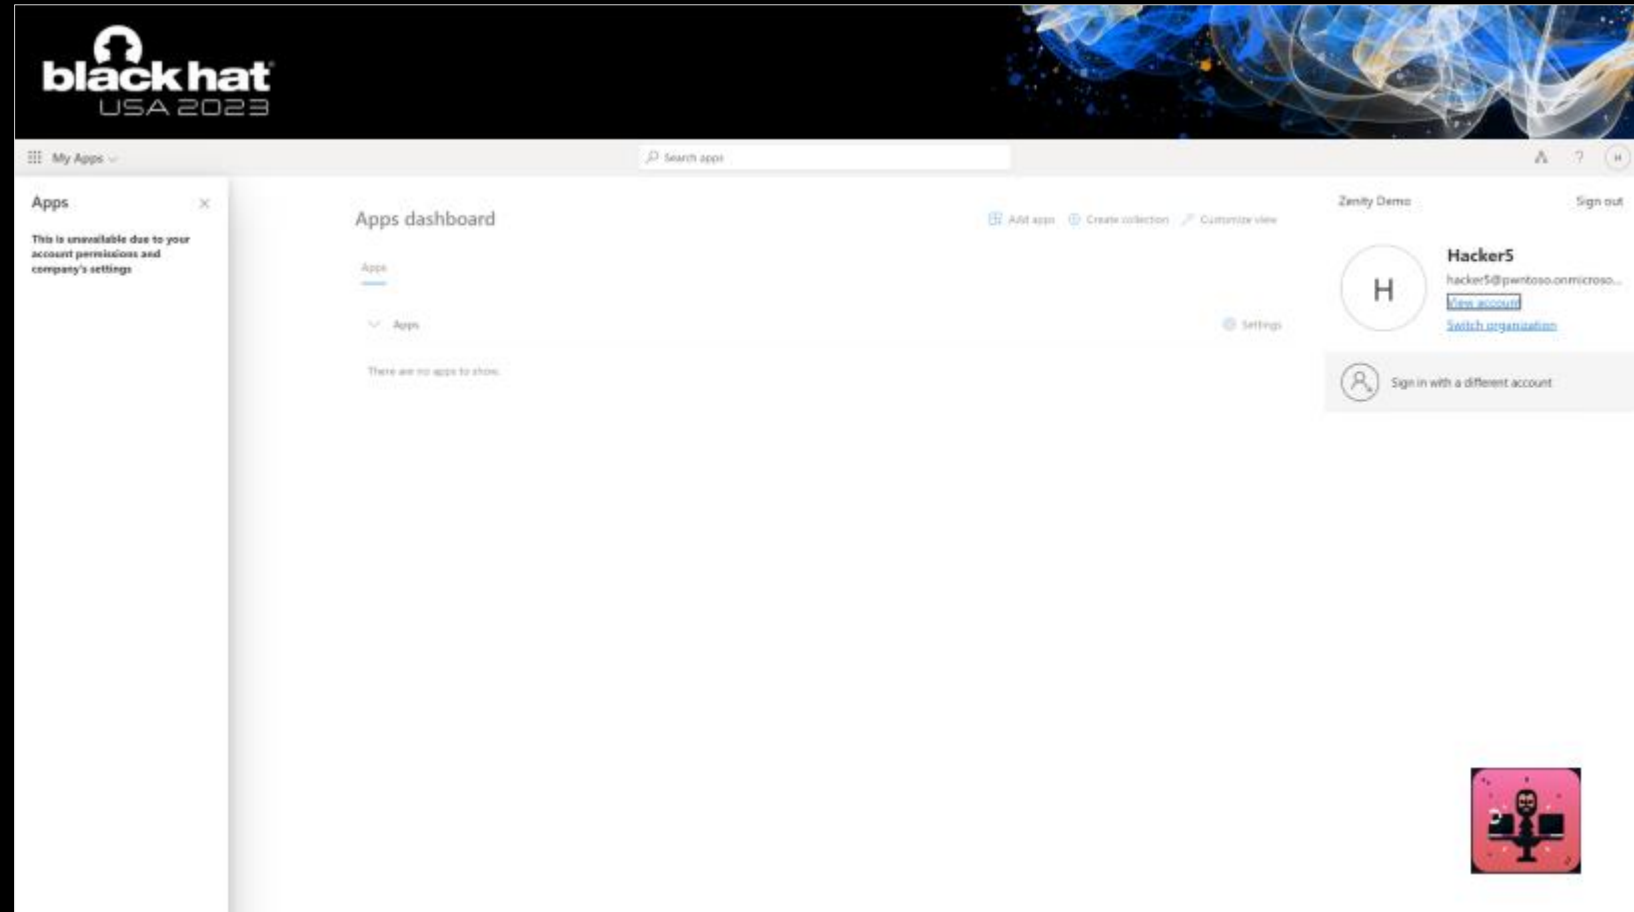 black hat
USA 2023
My Apps
Search apps
?
H
Apps
This is unavailable due to your
account permissions and
company's settings
Apps dashboard
Add apps
Create collection
Customize view
Apps
Apps
Settings
There are no apps to show.
Zenity Demo
Sign out
H
Hacker5
hacker5@pwntoso.onmicroso...
View account
Switch organization
Sign in with a different account